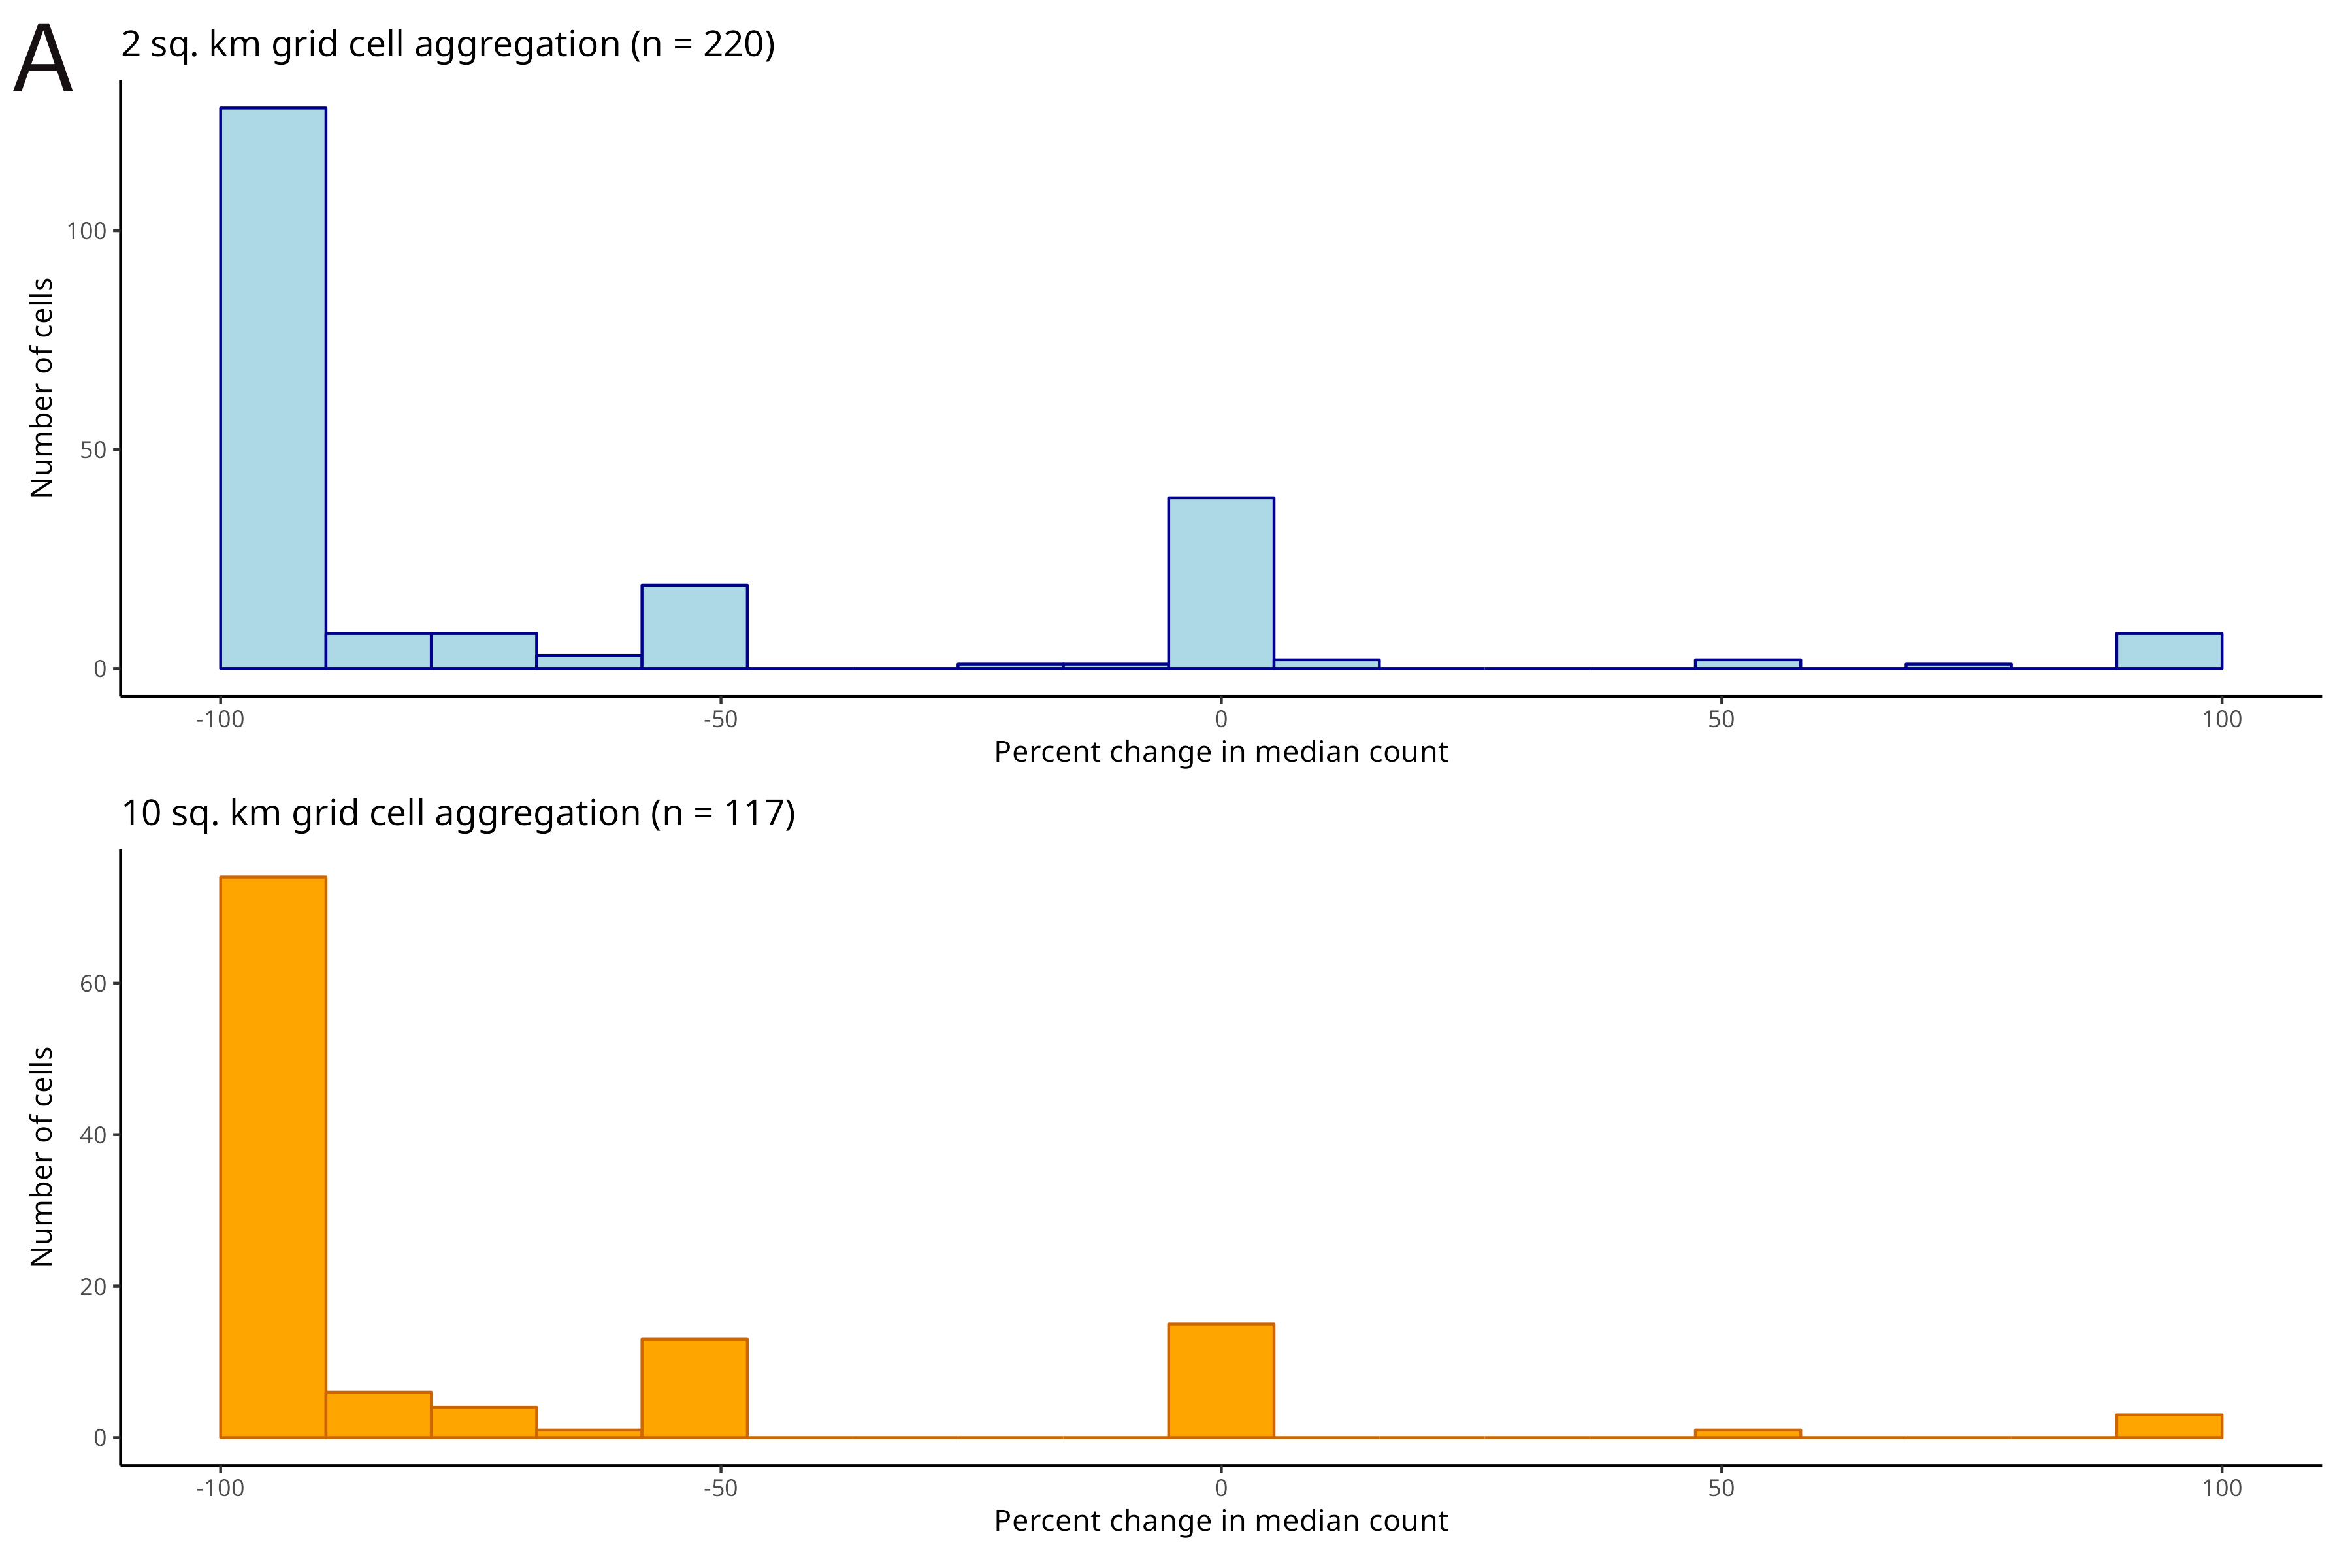 A
2 sq. km grid cell aggregation (n = 220)
Number of cells
100
50
0
-100 -50 0 50 100
Percent change in median count
10 sq. km grid cell aggregation (n = 117)
Number of cells
60
40
20
0
-100 -50 0 50 100
Percent change in median count